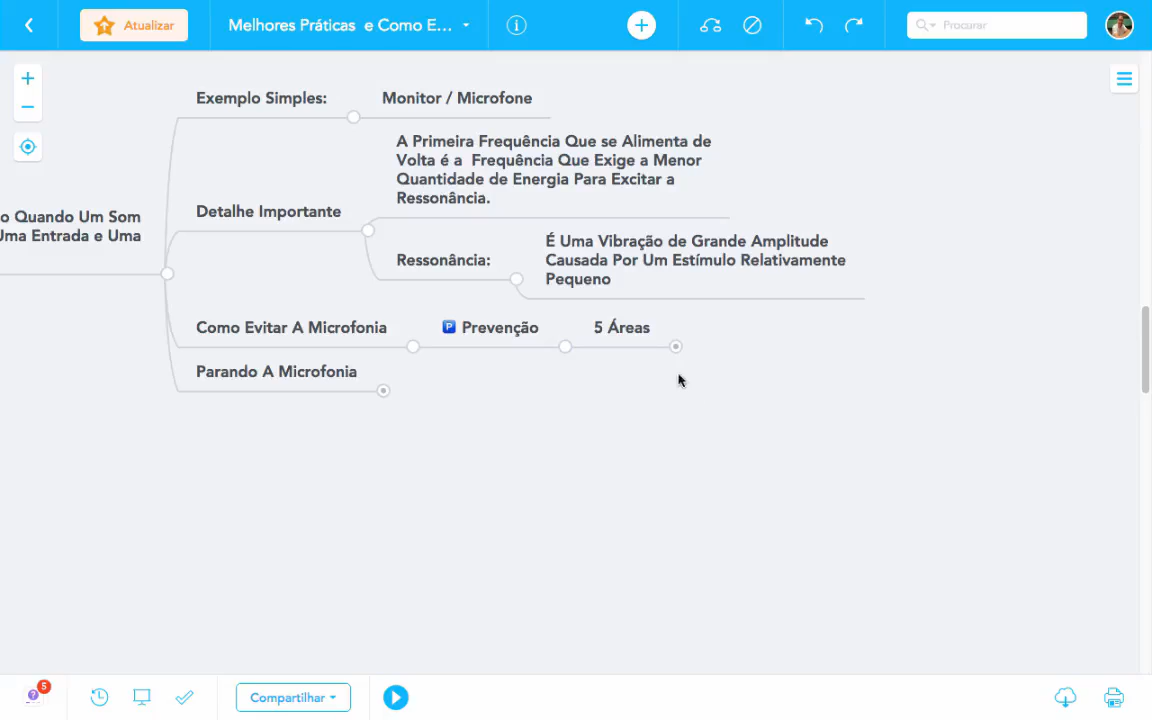 Atualizar
Melhores Práticas e Como E...
Procurar
Exemplo Simples:
Monitor / Microfone
A Primeira Frequência Que se Alimenta de
Volta é a Frequência Que Exige a Menor
Quantidade de Energia Para Excitar a
Ressonância.
o Quando Um Som
Uma Entrada e Uma
Detalhe Importante
Ressonância:
É Uma Vibração de Grande Amplitude
Causada Por Um Estímulo Relativamente
Pequeno
Como Evitar A Microfonia
P Prevenção
5 Áreas
Parando A Microfonia
5
Compartilhar